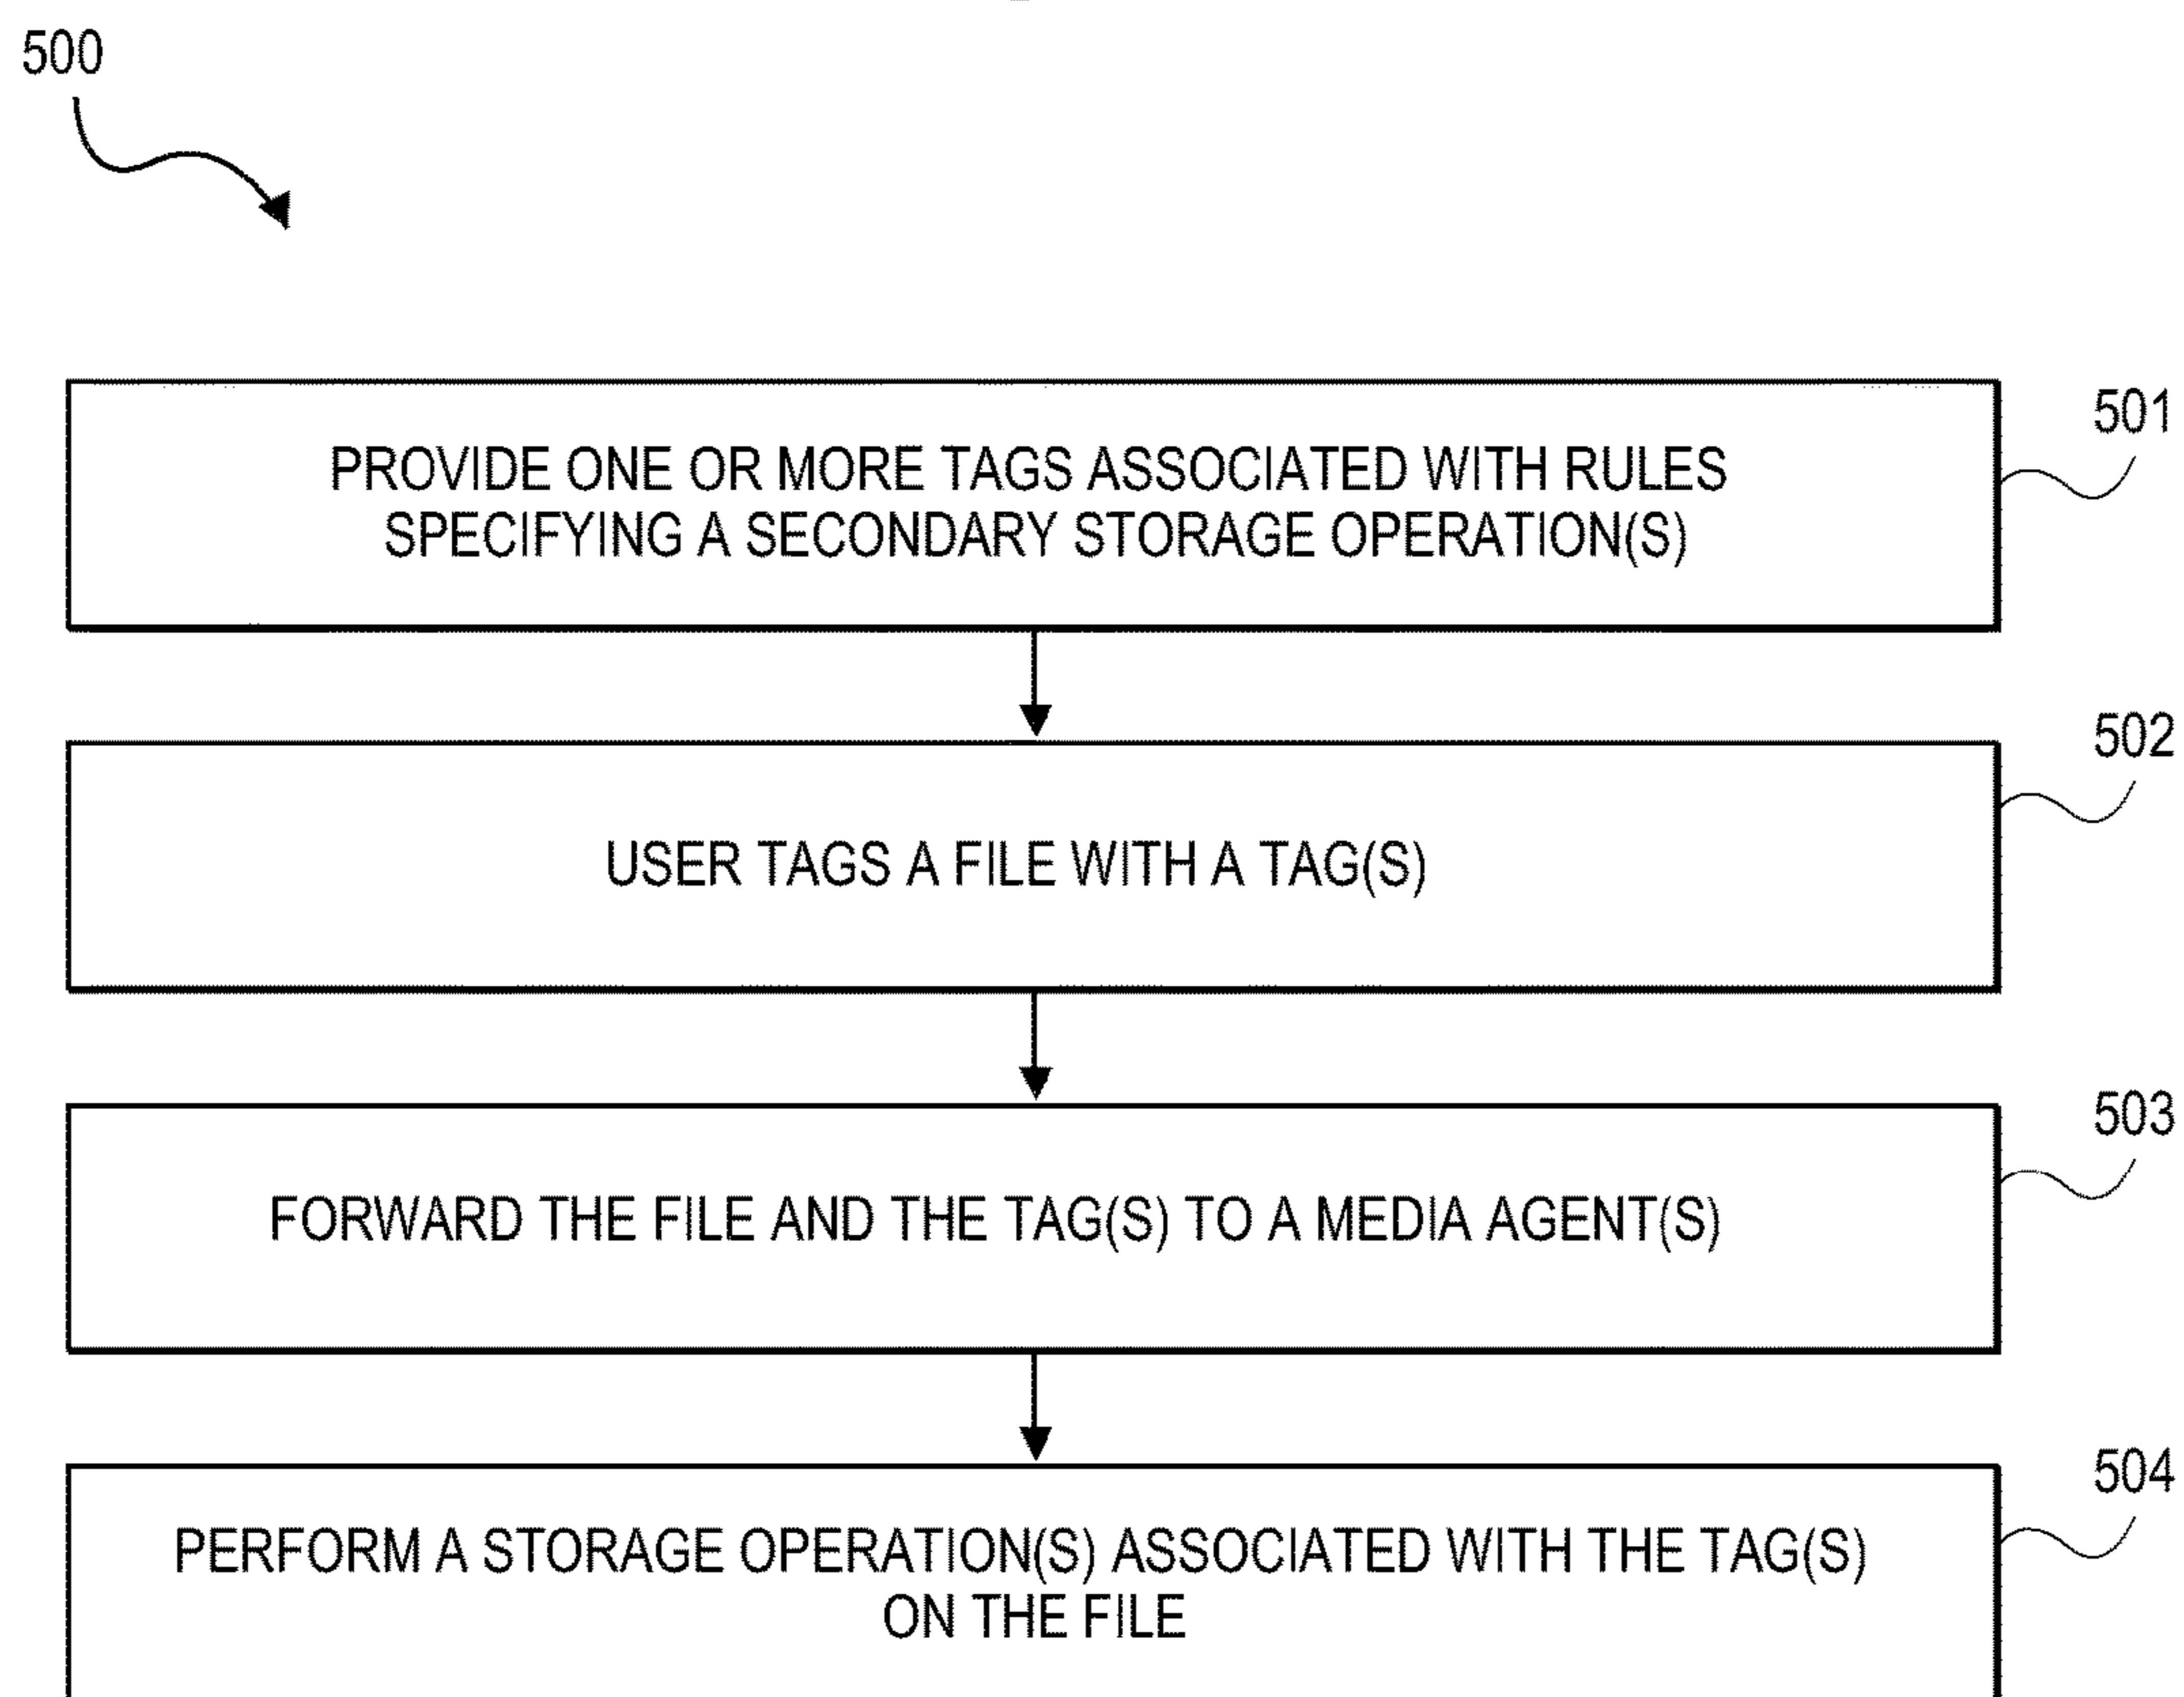 500
501
PROVIDE ONE OR MORE TAGS ASSOCIATED WITH RULES
SPECIFYING A SECONDARY STORAGE OPERATION(S)
502
USER TAGS A FILE WITH A TAG(S)
503
FORWARD THE FILE AND THE TAG(S) TO A MEDIA AGENT(S)
504
PERFORM A STORAGE OPERATION(S) ASSOCIATED WITH THE TAG(S)
ON THE FILE